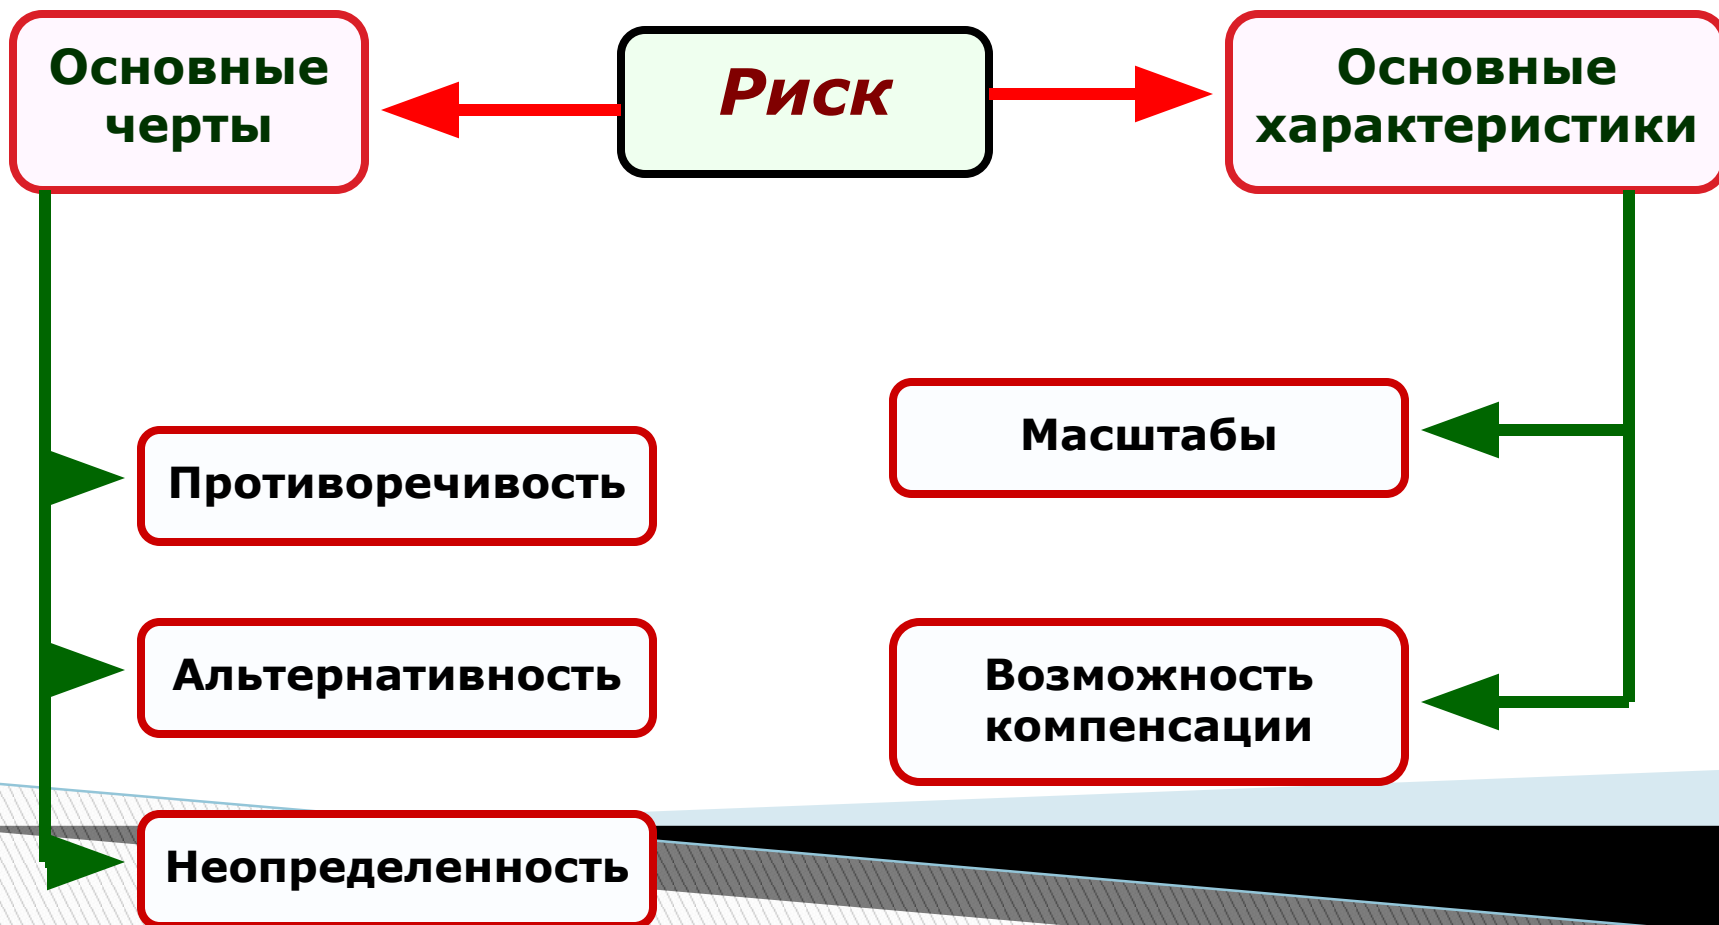 Основные
черты
Риск
Основные
характеристики
Противоречивость
Альтернативность
Неопределенность
Масштабы
Возможность
компенсации